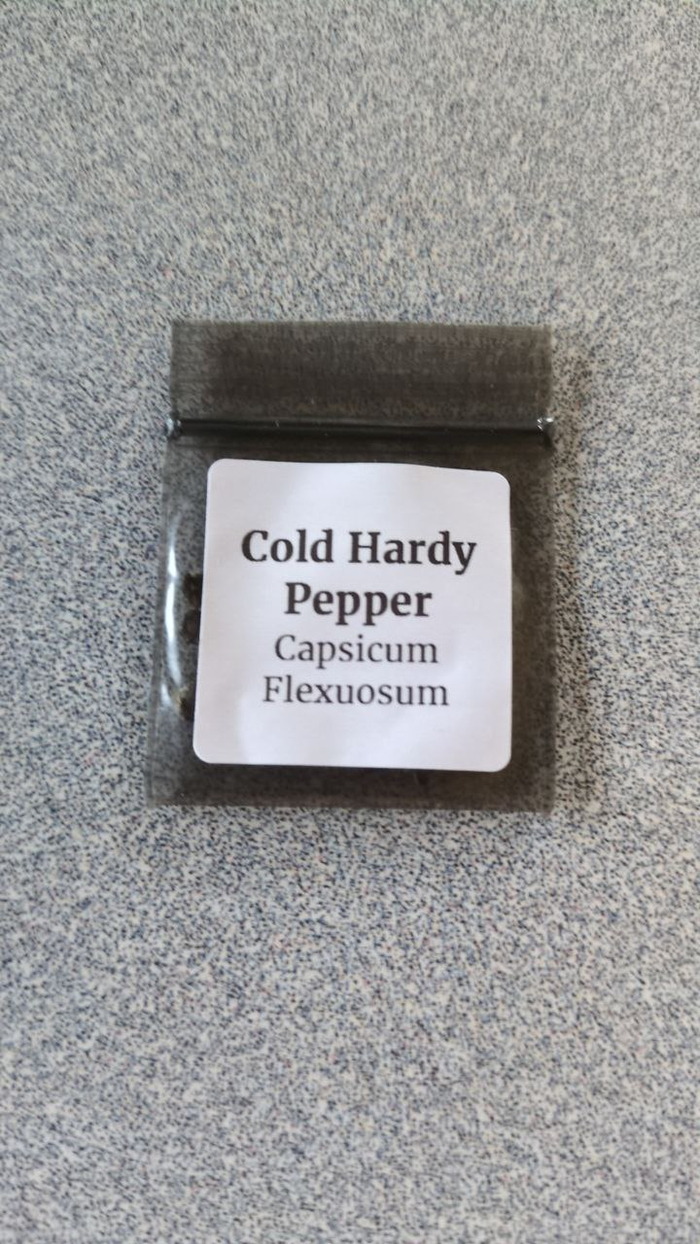 Cold Hardy
Pepper
Capsicum
Flexuosum